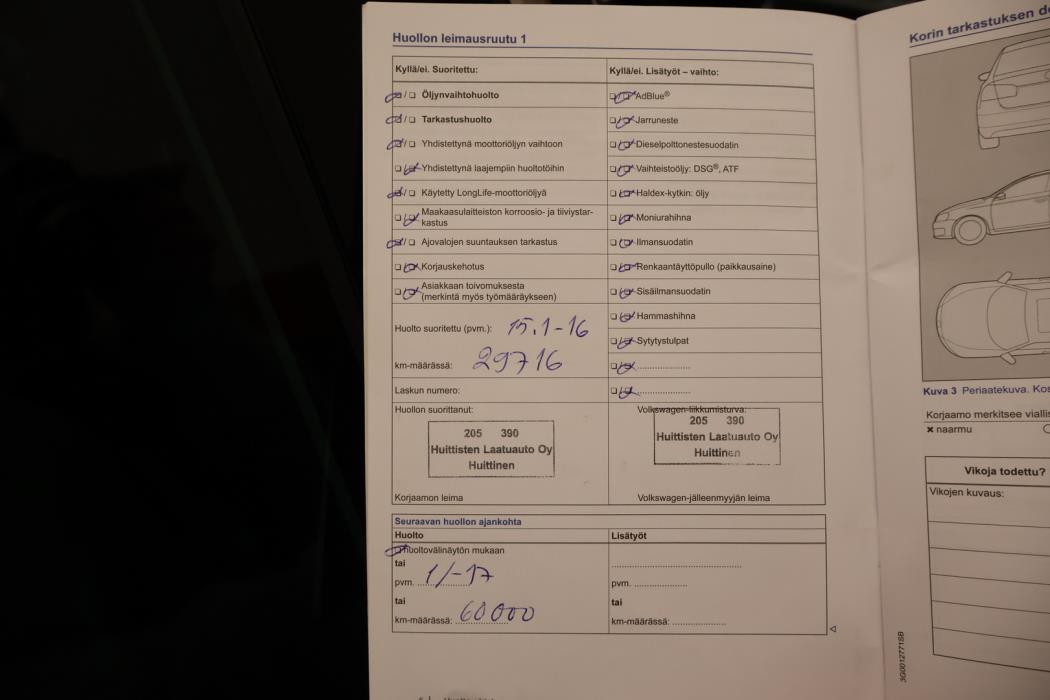 Huollon leimausruutu 1
Kyllä/ei. Suoritettu:
☐/☐ Öljynvaihtohuolto
☐/☐ Tarkastushuolto
☐/☐ Yhdistettynä moottoriöljyn vaihtoon
☐/☐ Yhdistettynä laajempiin huoltotöihin
☐/☐ Käytetty LongLife-moottoriöljyä
☐/☐ Maakaasulaitteiston korroosio- ja tiiviystar-
kastus
☐/☐ Ajovalojen suuntauksen tarkastus
☐/☐ Korjauskehotus
☐/☐ Asiakkaan toivomuksesta
(merkintä myös työmääräykseen)
Huolto suoritettu (pvm.): 15.1-16
km-määrässä: 29716
Laskun numero:
Huollon suorittanut:
205 390
Huittisten Laatuauto Oy
Huittinen
Korjaamon leima
Kyllä/ei. Lisätyöt – vaihto:
☐/☐ AdBlue®
☐/☐ Jarruneste
☐/☐ Dieselpolttonestesuodatin
☐/☐ Vaihteistoöljy: DSG®, ATF
☐/☐ Haldex-kytkin: öljy
☐/☐ Moniurahihna
☐/☐ Ilmansuodatin
☐/☐ Renkaantäyttöpullo (paikkausaine)
☐/☐ Sisäilmansuodatin
☐/☐ Hammashihna
☐/☐ Sytytystulpat
☐/☐ ......................
☐/☐ ......................
Volkswagen-liikkumisturva:
205 390
Huittisten Laatuauto Oy
Huittinen
Volkswagen-jälleenmyyjän leima
Seuraavan huollon ajankohta
Huolto
Huoltovälinäytön mukaan
tai
pvm. 1/-17
tai
km-määrässä: 60000
Lisätyöt
pvm. ......................
tai
km-määrässä: ......................
Korin tarkastuksen
Kuva 3 Periaatekuva.
Korjaamo merkitsee
× naarmu
Vikoja todettu?
Vikojen kuvaus:
3G0012771SB